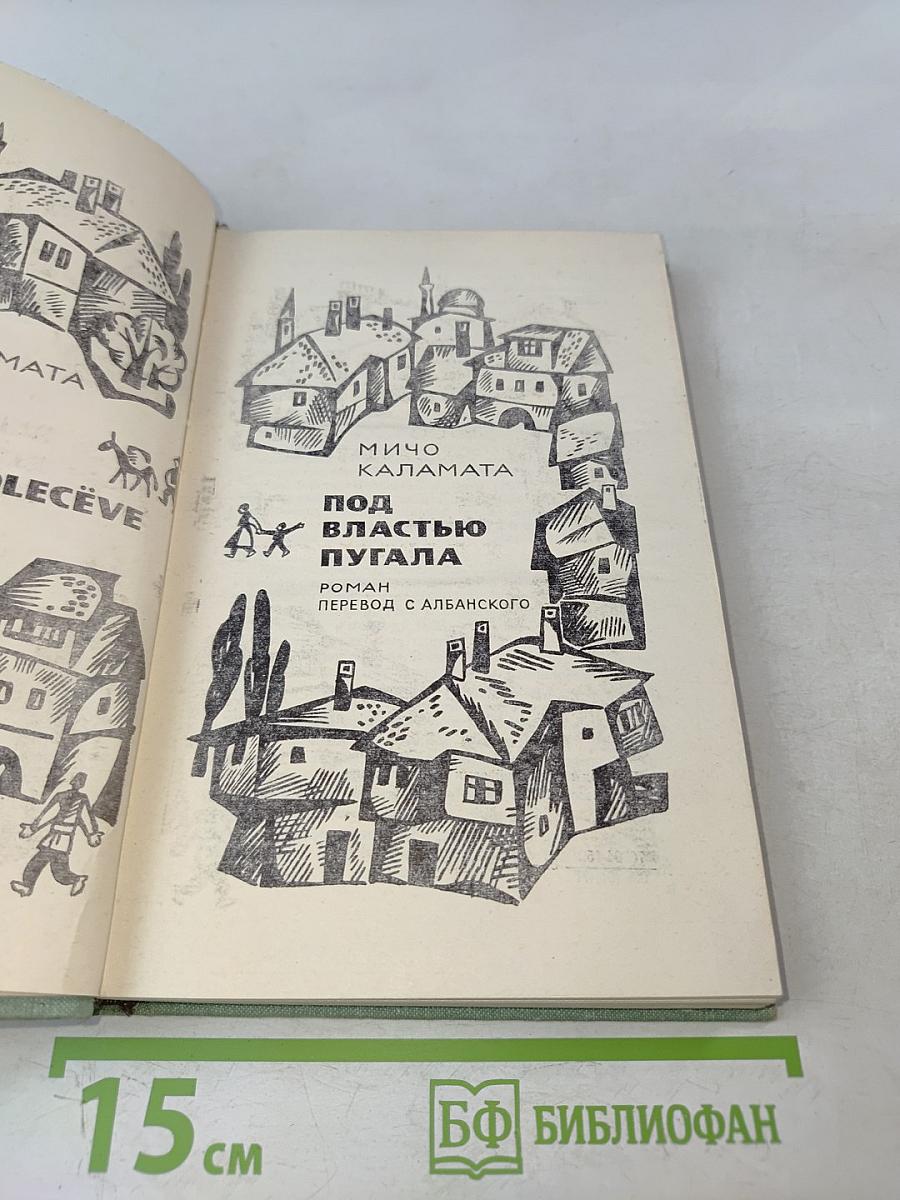 МАТА
OLECËVE
МИЧО
КАЛАМАТА
ПОД
ВЛАСТЬЮ
ПУГАЛА
РОМАН
ПЕРЕВОД С АЛБАНСКОГО
15 см
БФ БИБЛИОФАН